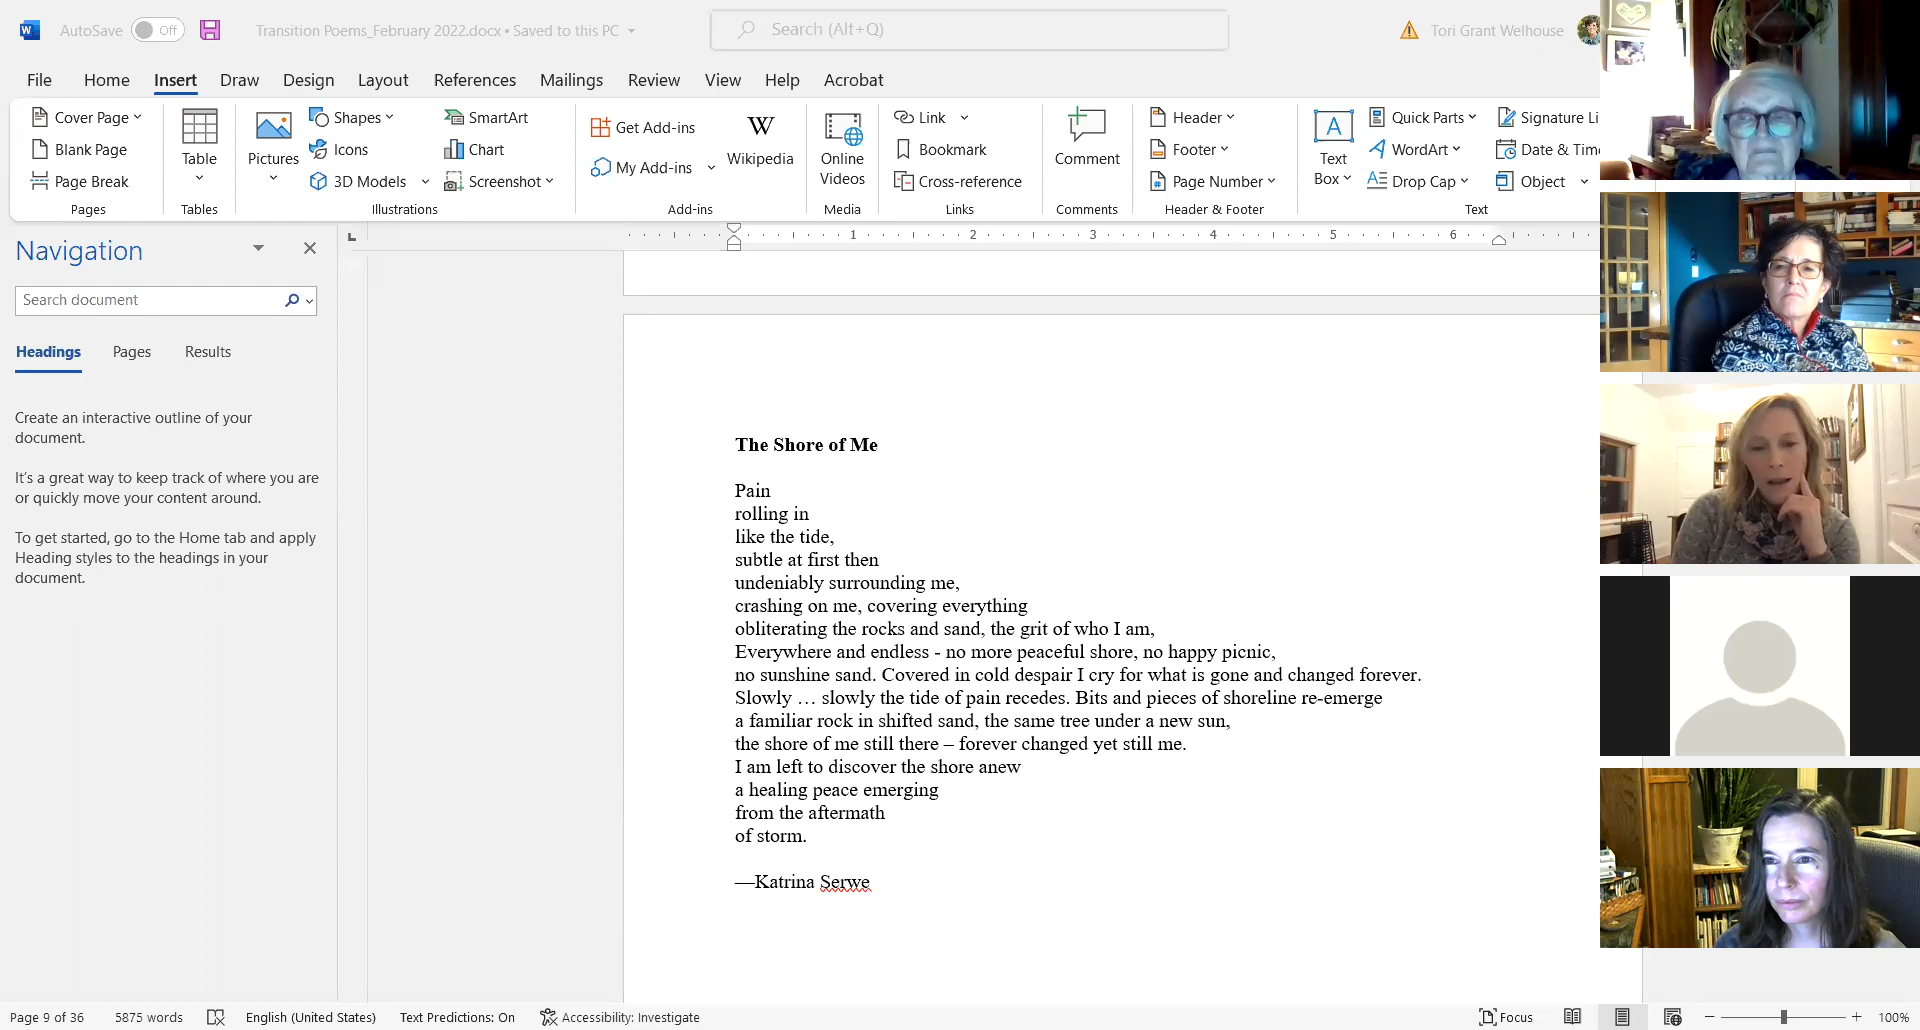 AutoSave Off Transition Poems_February 2022.docx • Saved to this PC Search (Alt+Q) Tori Grant Welhouse
File Home Insert Draw Design Layout References Mailings Review View Help Acrobat
Cover Page
Blank Page
Page Break
Pages
Table
Tables
Pictures
Shapes
Icons
3D Models
SmartArt
Chart
Screenshot
Illustrations
Get Add-ins
My Add-ins
W
Wikipedia
Add-ins
Online
Videos
Media
Link
Bookmark
Cross-reference
Links
Comment
Comments
Header
Footer
Page Number
Header & Footer
A
Text
Box
Quick Parts
WordArt
Drop Cap
Signature Li
Date & Time
Object
Text
1 2 3 4 5 6
Navigation
Search document
Headings Pages Results
Create an interactive outline of your
document.
It's a great way to keep track of where you are
or quickly move your content around.
To get started, go to the Home tab and apply
Heading styles to the headings in your
document.
The Shore of Me
Pain
rolling in
like the tide,
subtle at first then
undeniably surrounding me,
crashing on me, covering everything
obliterating the rocks and sand, the grit of who I am,
Everywhere and endless - no more peaceful shore, no happy picnic,
no sunshine sand. Covered in cold despair I cry for what is gone and changed forever.
Slowly … slowly the tide of pain recedes. Bits and pieces of shoreline re-emerge
a familiar rock in shifted sand, the same tree under a new sun,
the shore of me still there – forever changed yet still me.
I am left to discover the shore anew
a healing peace emerging
from the aftermath
of storm.
—Katrina Serwe
Page 9 of 36 5875 words English (United States) Text Predictions: On Accessibility: Investigate Focus 100%